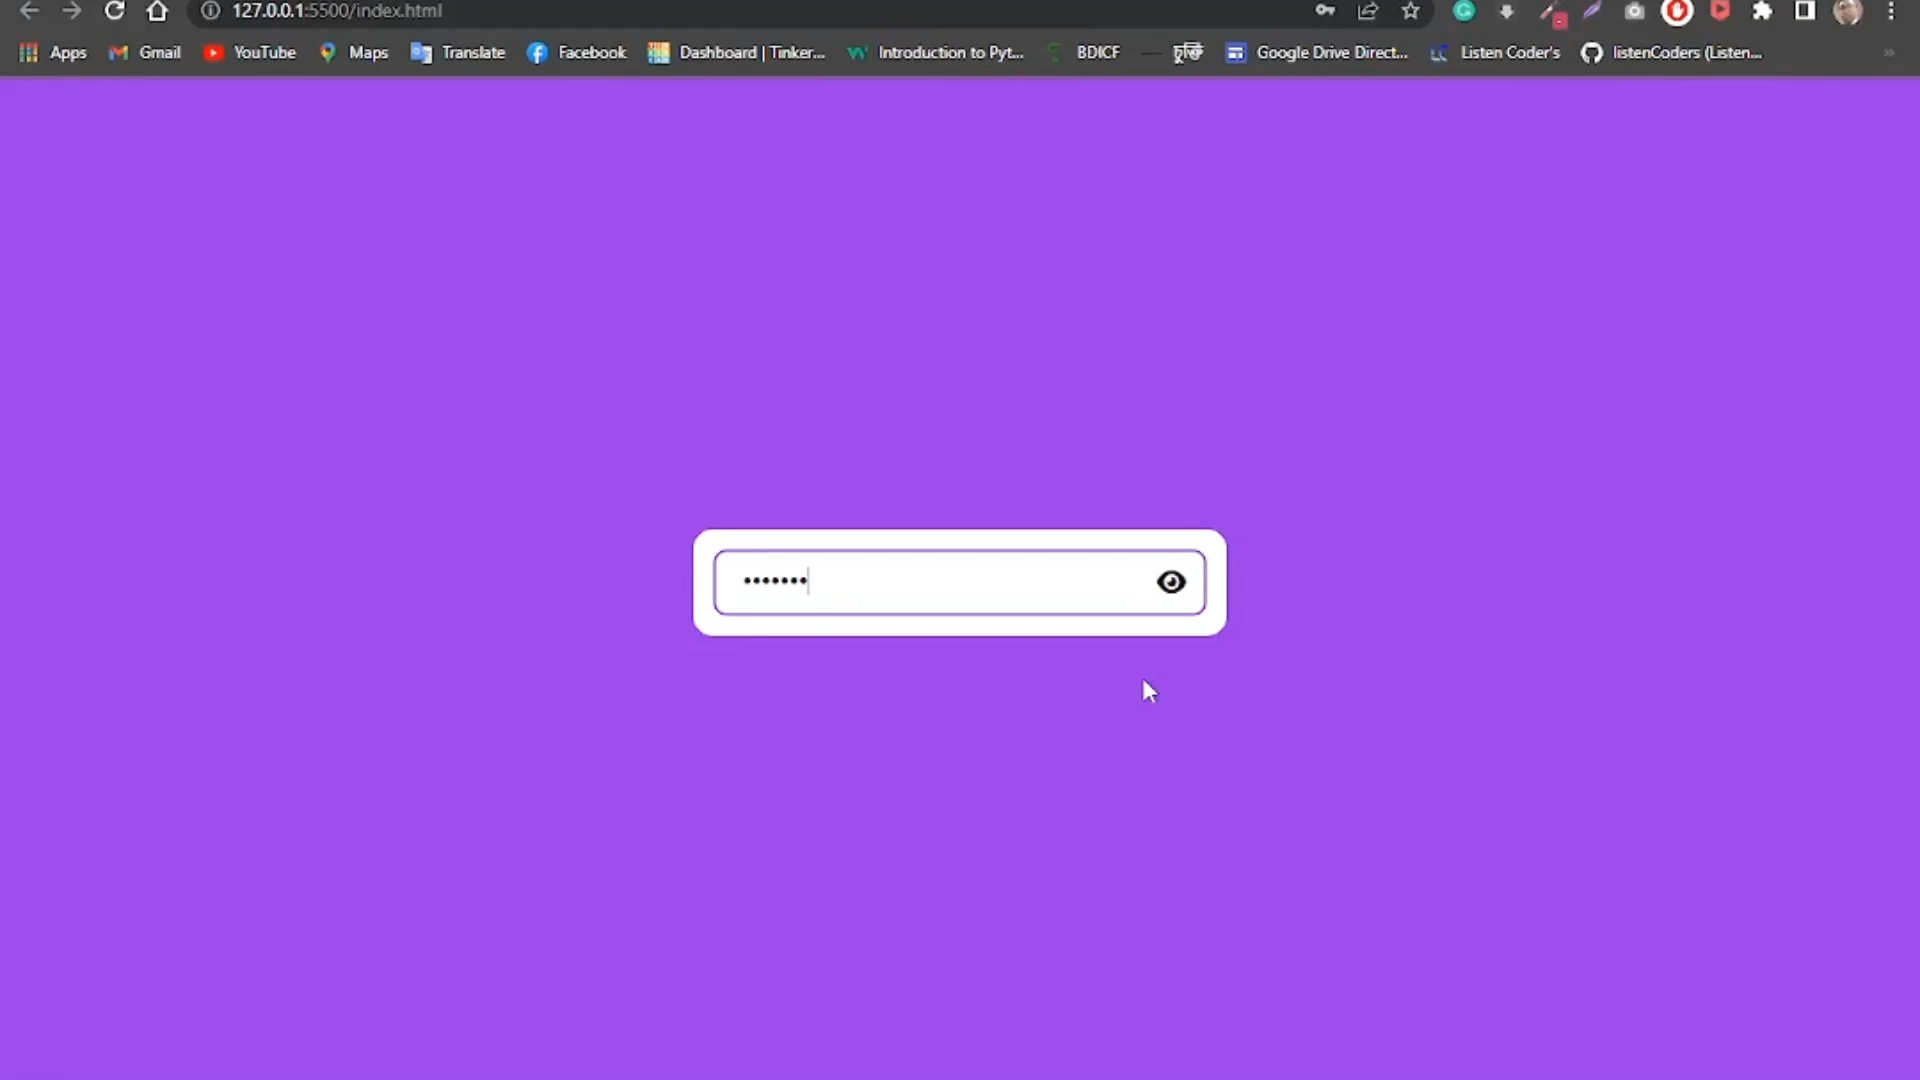 127.0.0.1:5500/index.html
Apps Gmail YouTube Maps Translate Facebook Dashboard | Tinker... Introduction to Pyt... BDICF Google Drive Direct... Listen Coder's listenCoders (Listen...
•••••••